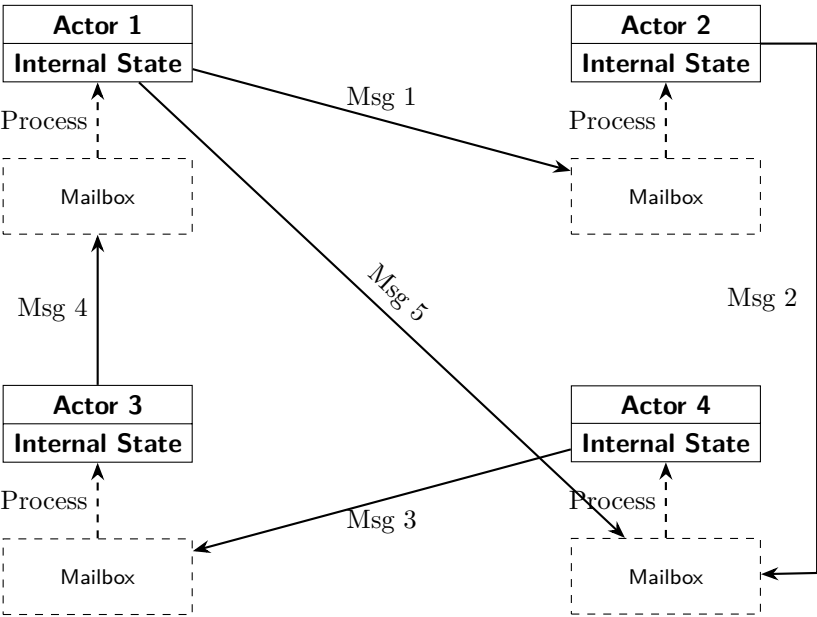 Actor 1
Internal State
Actor 2
Internal State
Msg 1
Process
Process
Mailbox
Mailbox
Msg 5
Msg 4
Msg 2
Actor 3
Internal State
Actor 4
Internal State
Process
Process
Msg 3
Mailbox
Mailbox